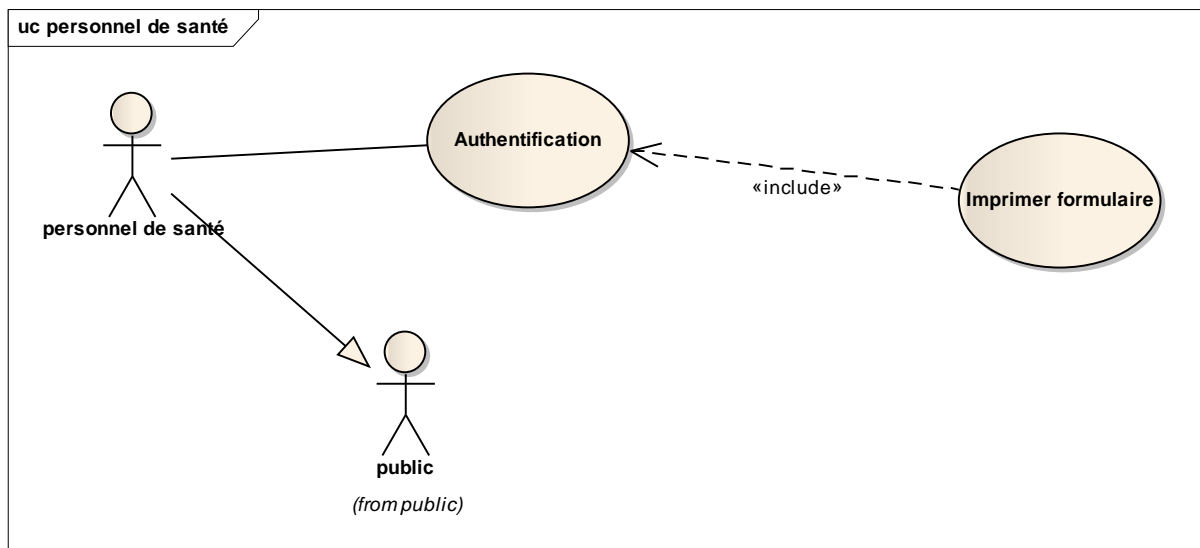 uc personnel de santé
Authentification
«include»
Imprimer formulaire
personnel de santé
public
(from public)